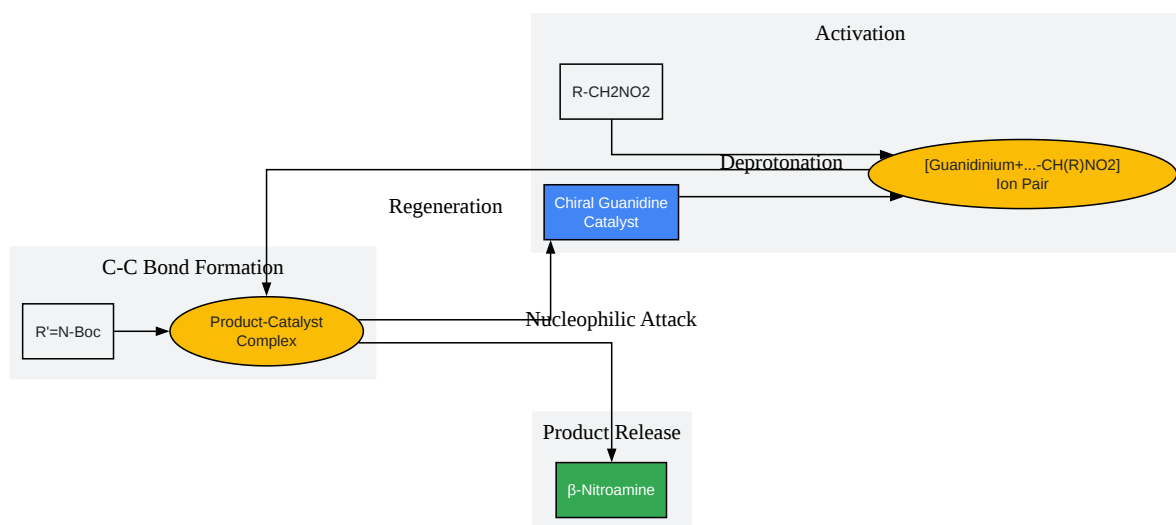 Activation
R-CH2NO2
Deprotonation
[Guanidinium+...-CH(R)NO2]
Ion Pair
Chiral Guanidine
Catalyst
Regeneration
C-C Bond Formation
R'=N-Boc
Product-Catalyst
Complex
Nucleophilic Attack
Product Release
β-Nitroamine